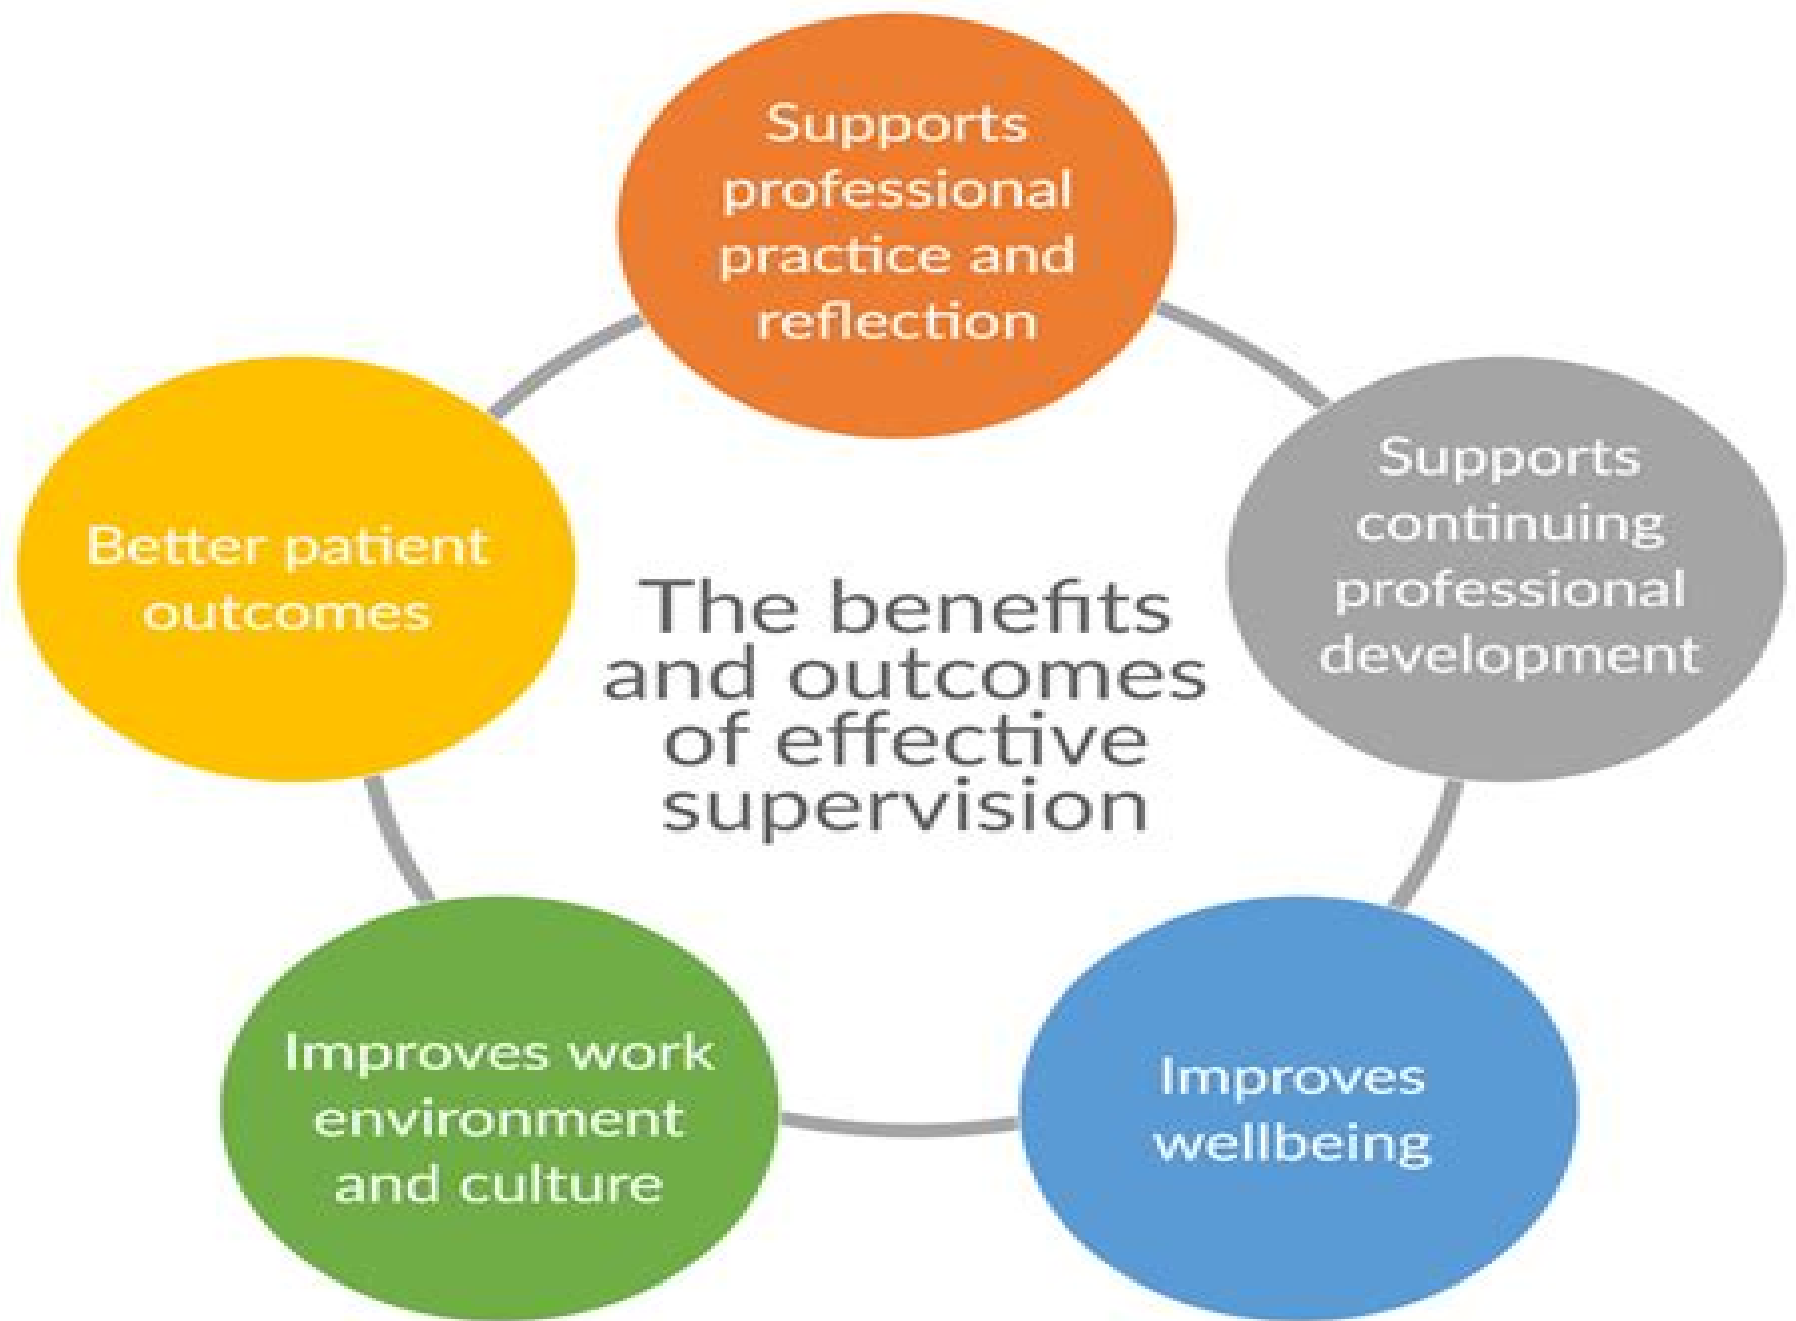 Supports
professional
practice and
reflection
Supports
continuing
professional
development
Improves
wellbeing
Improves work
environment
and culture
Better patient
outcomes
The benefits
and outcomes
of effective
supervision